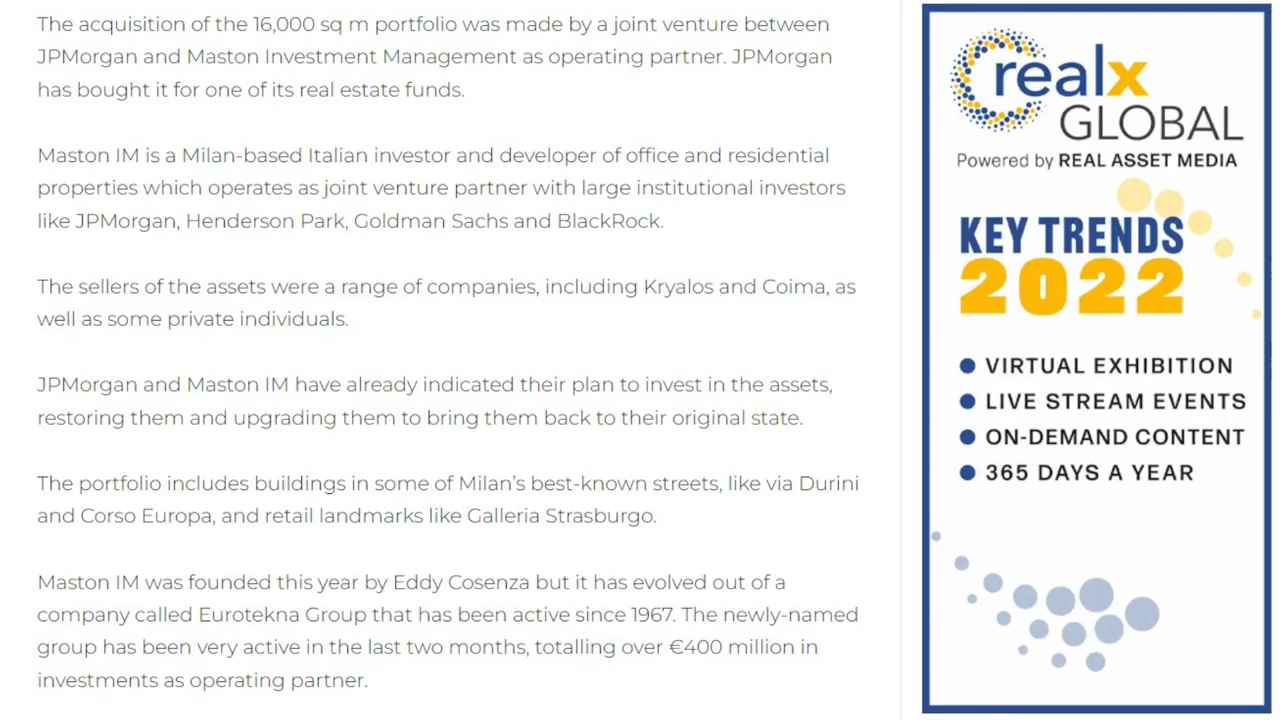 The acquisition of the 16,000 sq m portfolio was made by a joint venture between
JPMorgan and Maston Investment Management as operating partner. JPMorgan
has bought it for one of its real estate funds.
Maston IM is a Milan-based Italian investor and developer of office and residential
properties which operates as joint venture partner with large institutional investors
like JPMorgan, Henderson Park, Goldman Sachs and BlackRock.
The sellers of the assets were a range of companies, including Kryalos and Coima, as
well as some private individuals.
JPMorgan and Maston IM have already indicated their plan to invest in the assets,
restoring them and upgrading them to bring them back to their original state.
The portfolio includes buildings in some of Milan's best-known streets, like via Durini
and Corso Europa, and retail landmarks like Galleria Strasburgo.
Maston IM was founded this year by Eddy Cosenza but it has evolved out of a
company called Eurotekna Group that has been active since 1967. The newly-named
group has been very active in the last two months, totalling over €400 million in
investments as operating partner.
realx
GLOBAL
Powered by REAL ASSET MEDIA
KEY TRENDS
2022
VIRTUAL EXHIBITION
LIVE STREAM EVENTS
ON-DEMAND CONTENT
365 DAYS A YEAR